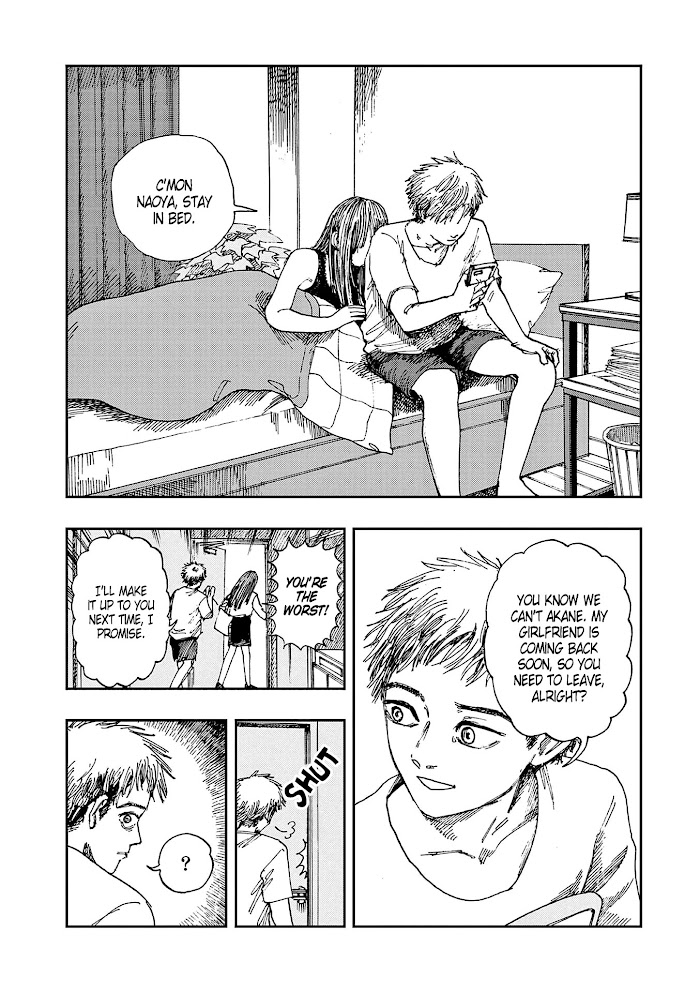 C'MON
NAOYA, STAY
IN BED.
YOU KNOW WE
CAN'T AKANE. MY
GIRLFRIEND IS
COMING BACK
SOON, SO YOU
NEED TO LEAVE,
ALRIGHT?
YOU'RE
THE
WORST!
I'LL MAKE
IT UP TO YOU
NEXT TIME, I
PROMISE.
SHUT
?